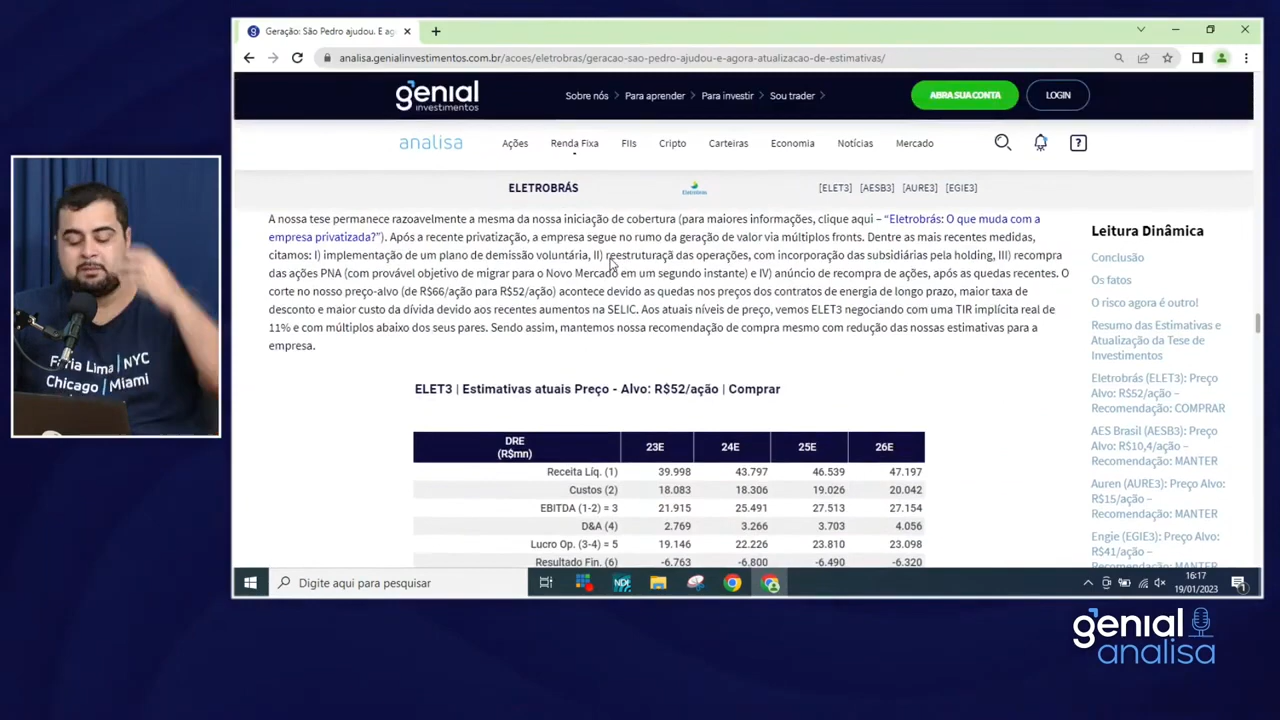 Geração: São Pedro ajudou. E ag
analisa.genialinvestimentos.com.br/acoes/eletrobras/geracao-sao-pedro-ajudou-e-agora-atualizacao-de-estimativas/
genial
investimentos
Sobre nós
Para aprender
Para investir
Sou trader
ABRA SUA CONTA
LOGIN
analisa
Ações
Renda Fixa
FIIs
Cripto
Carteiras
Economia
Notícias
Mercado
ELETROBRÁS
Eletrobras
[ELET3] [AESB3] [AURE3] [EGIE3]
A nossa tese permanece razoavelmente a mesma da nossa iniciação de cobertura (para maiores informações, clique aqui – “Eletrobrás: O que muda com a
empresa privatizada?”). Após a recente privatização, a empresa segue no rumo da geração de valor via múltiplos fronts. Dentre as mais recentes medidas,
citamos: I) implementação de um plano de demissão voluntária, II) reestruturaçã das operações, com incorporação das subsidiárias pela holding, III) recompra
das ações PNA (com provável objetivo de migrar para o Novo Mercado em um segundo instante) e IV) anúncio de recompra de ações, após as quedas recentes. O
corte no nosso preço-alvo (de R$66/ação para R$52/ação) acontece devido as quedas nos preços dos contratos de energia de longo prazo, maior taxa de
desconto e maior custo da dívida devido aos recentes aumentos na SELIC. Aos atuais níveis de preço, vemos ELET3 negociando com uma TIR implícita real de
11% e com múltiplos abaixo dos seus pares. Sendo assim, mantemos nossa recomendação de compra mesmo com redução das nossas estimativas para a
empresa.
ELET3 | Estimativas atuais Preço - Alvo: R$52/ação | Comprar
DRE
(R$mn)
23E 24E 25E 26E
Receita Líq. (1) 39.998 43.797 46.539 47.197
Custos (2) 18.083 18.306 19.026 20.042
EBITDA (1-2) = 3 21.915 25.491 27.513 27.154
D&A (4) 2.769 3.266 3.703 4.056
Lucro Op. (3-4) = 5 19.146 22.226 23.810 23.098
Resultado Fin. (6) -6.763 -6.800 -6.490 -6.320
Leitura Dinâmica
Conclusão
Os fatos
O risco agora é outro!
Resumo das Estimativas e
Atualização da Tese de
Investimentos
Eletrobrás (ELET3): Preço
Alvo: R$52/ação –
Recomendação: COMPRAR
AES Brasil (AESB3): Preço
Alvo: R$10,4/ação –
Recomendação: MANTER
Auren (AURE3): Preço Alvo:
R$15/ação –
Recomendação: MANTER
Engie (EGIE3): Preço Alvo:
R$41/ação –
Recomendação: MANTER
Faria Lima | NYC
Chicago | Miami
Digite aqui para pesquisar
NDI
16:17
19/01/2023
1
genial
analisa